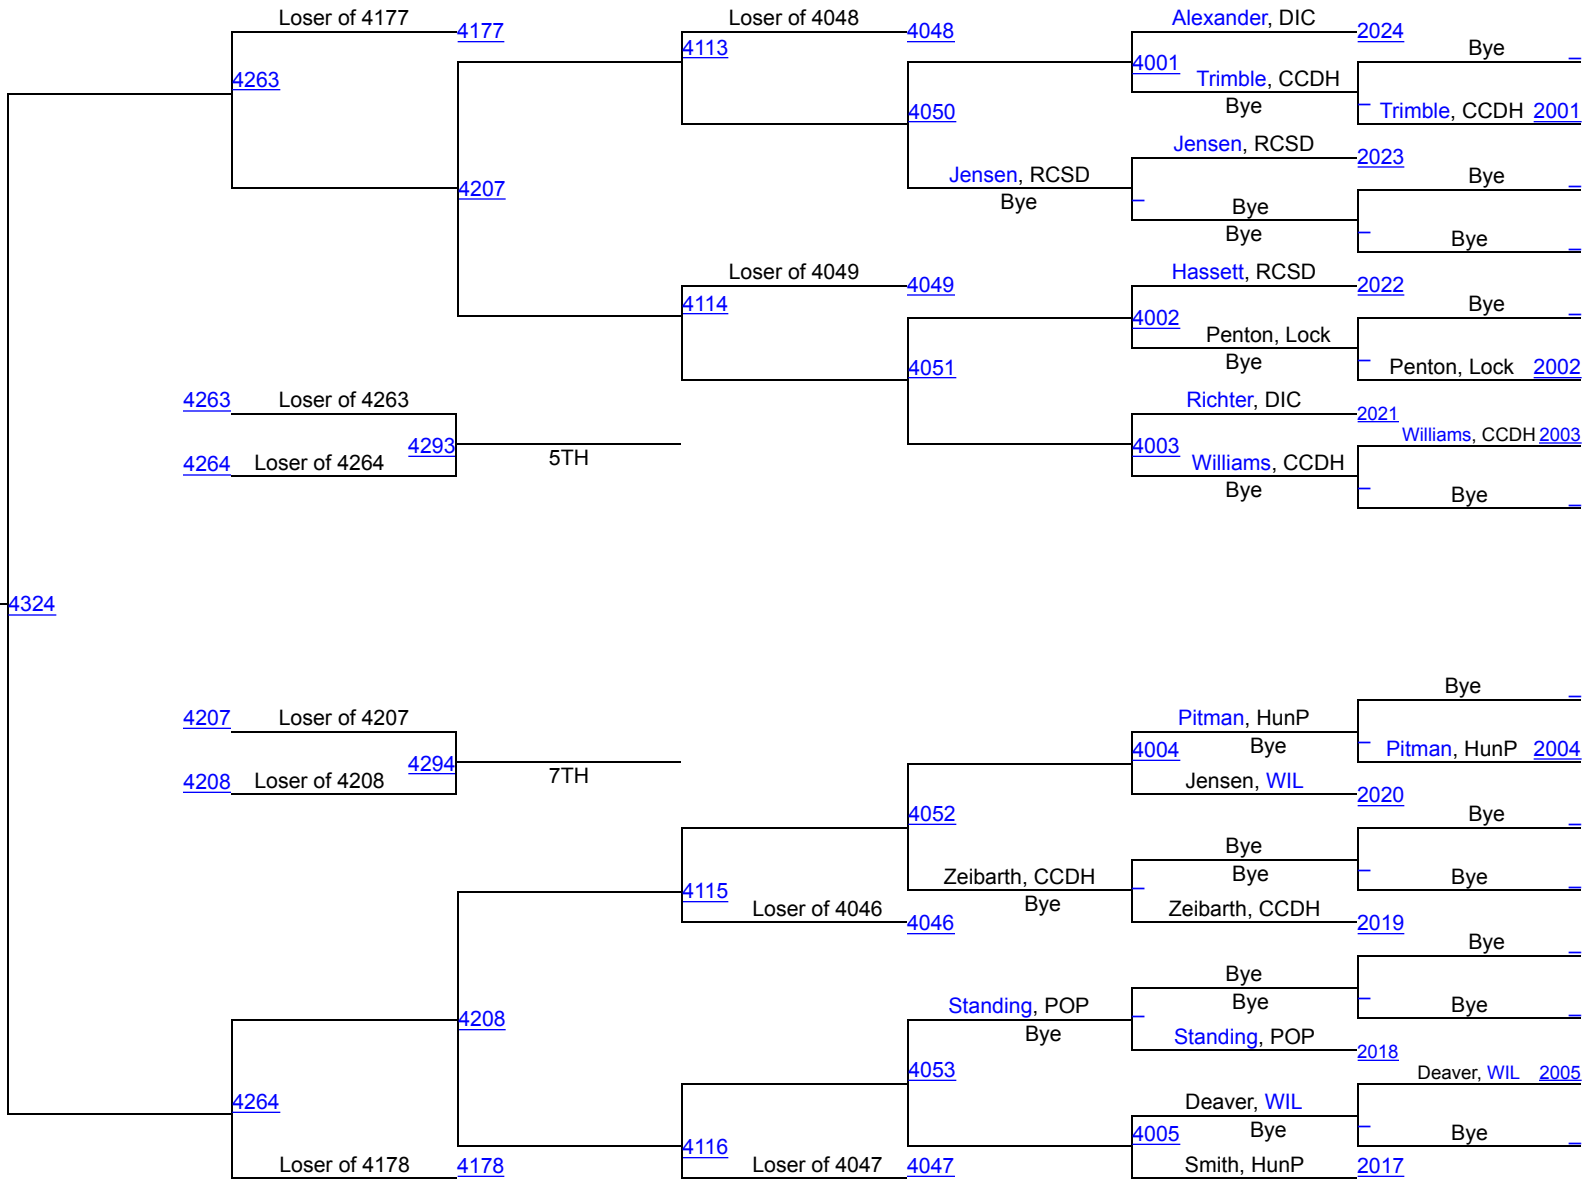 Loser of 4177 4177
Loser of 4048 4048
Alexander, DIC 2024
4113
Bye _
4263
4001 Trimble, CCDH
Bye
4050
_ Trimble, CCDH 2001
Jensen, RCSD 2023
Jensen, RCSD
Bye
4207
Bye _
_ Bye
Bye
_ Bye _
Loser of 4049 4049
Hassett, RCSD 2022
4114
Bye _
4002 Penton, Lock
Bye
4051
_ Penton, Lock 2002
4263 Loser of 4263
Richter, DIC 2021
Williams, CCDH 2003
4293
5TH
4003
4264 Loser of 4264
Williams, CCDH
Bye
_ Bye _
4324
Bye _
4207 Loser of 4207
Pitman, HunP
Bye
4004
_ Pitman, HunP 2004
4294
7TH
4208 Loser of 4208
Jensen, WIL 2020
4052
Bye _
Bye
Bye
_ Bye _
Zeibarth, CCDH
Bye
_
4115
Loser of 4046 4046
Zeibarth, CCDH 2019
Bye _
Bye
Bye
_ Bye _
Standing, POP
Bye
_
4208
Standing, POP 2018
4053
Deaver, WIL 2005
4264
Deaver, WIL
Bye
4005
_ Bye _
4116
Loser of 4178 4178
Loser of 4047 4047
Smith, HunP 2017